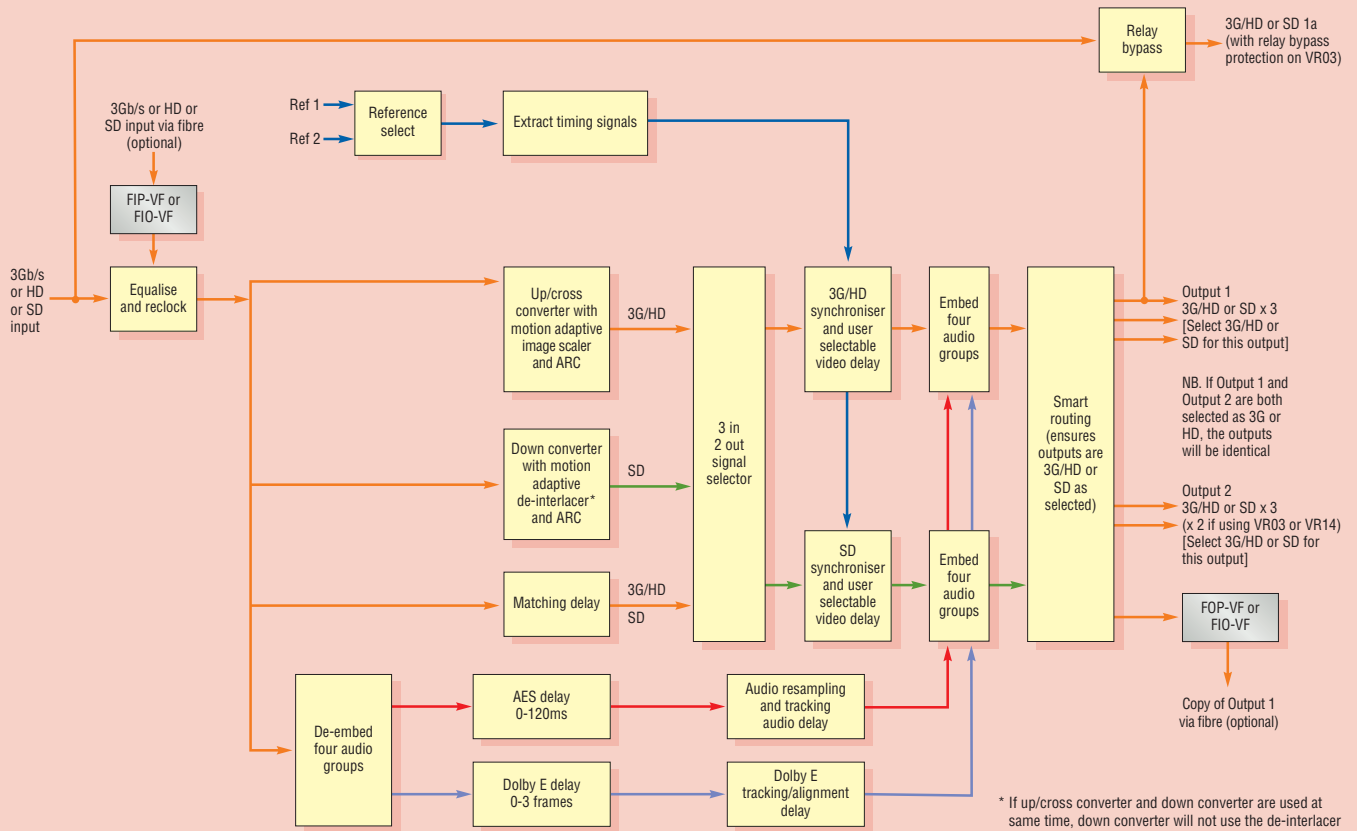 Relay
bypass
3G/HD or SD 1a
(with relay bypass
protection on VR03)
Ref 1
Ref 2
Reference
select
Extract timing signals
3Gb/s or HD or
SD input via fibre
(optional)
FIP-VF or
FIO-VF
3Gb/s
or HD
or SD
input
Equalise
and reclock
Up/cross
converter with
motion adaptive
image scaler
and ARC
3G/HD
Down converter
with motion
adaptive
de-interlacer*
and ARC
SD
Matching delay
3G/HD
SD
3 in
2 out
signal
selector
3G/HD
synchroniser
and user
selectable
video delay
SD
synchroniser
and user
selectable
video delay
Embed
four
audio
groups
Embed
four
audio
groups
Smart
routing
(ensures
outputs are
3G/HD or
SD as
selected)
Output 1
3G/HD or SD x 3
[Select 3G/HD or
SD for this output]
NB. If Output 1 and
Output 2 are both
selected as 3G or
HD, the outputs
will be identical
Output 2
3G/HD or SD x 3
(x 2 if using VR03 or VR14)
[Select 3G/HD or SD for
this output]
FOP-VF or
FIO-VF
Copy of Output 1
via fibre (optional)
De-embed
four audio
groups
AES delay
0-120ms
Audio resampling
and tracking
audio delay
Dolby E delay
0-3 frames
Dolby E
tracking/alignment
delay
* If up/cross converter and down converter are used at
same time, down converter will not use the de-interlacer